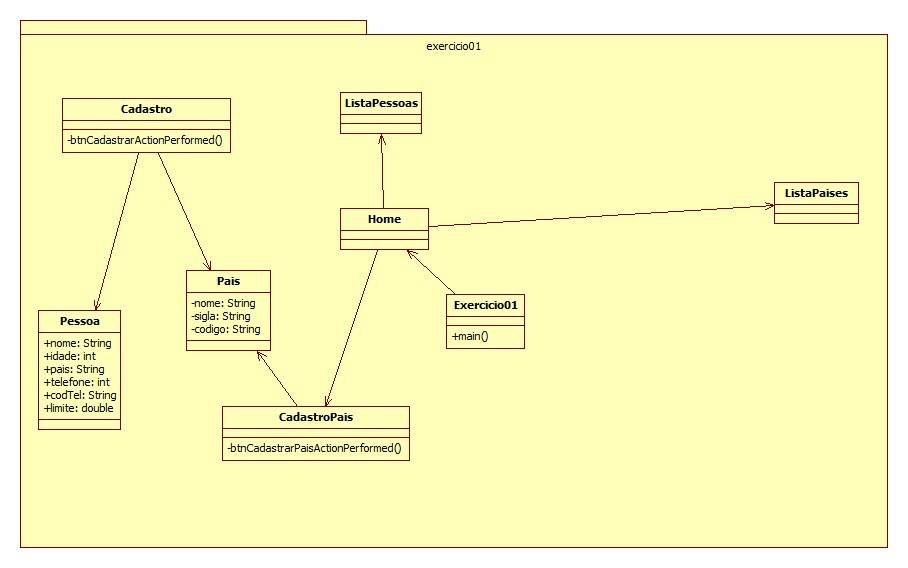 exercicio01
Cadastro
-btnCadastrarActionPerformed()
ListaPessoas
ListaPaises
Home
Pais
-nome: String
-sigla: String
-codigo: String
Exercicio01
+main()
Pessoa
+nome: String
+idade: int
+pais: String
+telefone: int
+codTel: String
+limite: double
CadastroPais
-btnCadastrarPaisActionPerformed()